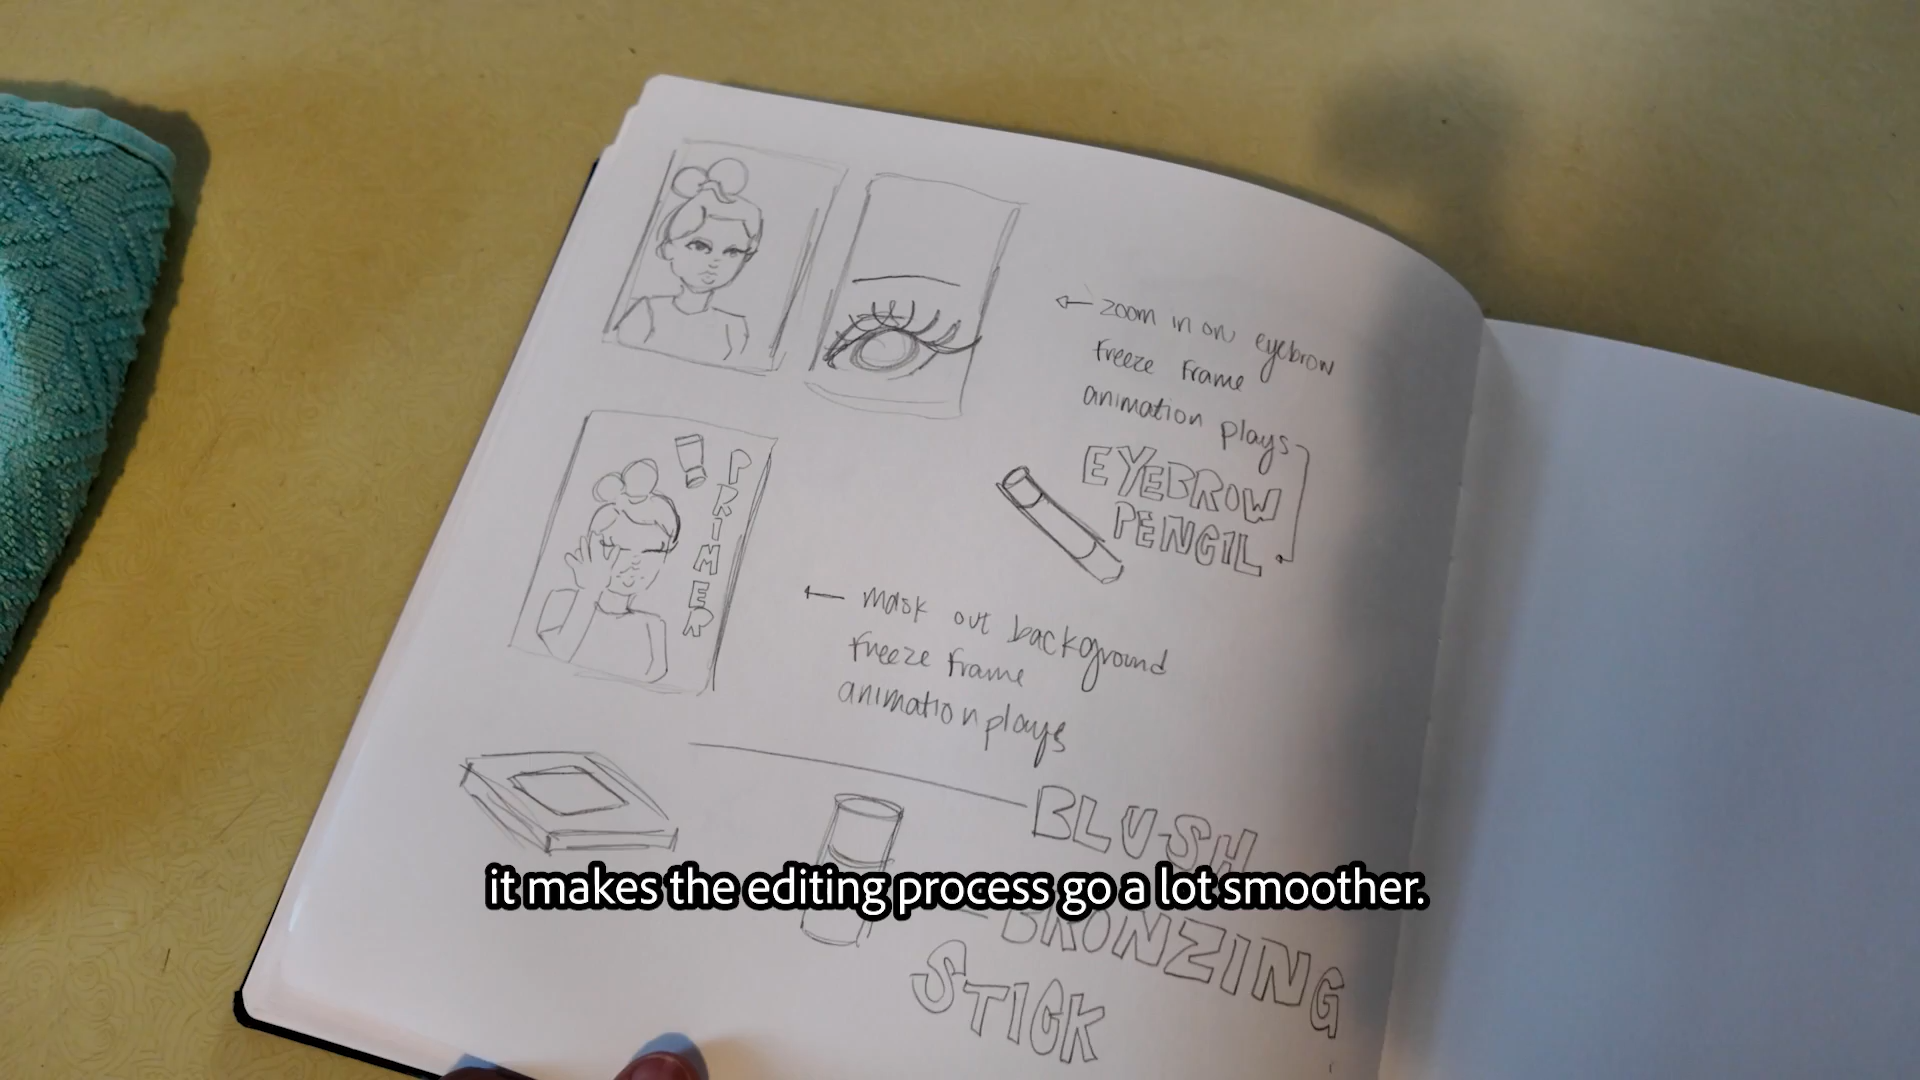 zoom in on eyebrow
freeze frame
animation plays
EYEBROW
PENCIL
PRIMER
mask out background
freeze frame
animation plays
BLUSH
it makes the editing process go a lot smoother.
BRONZING
STICK